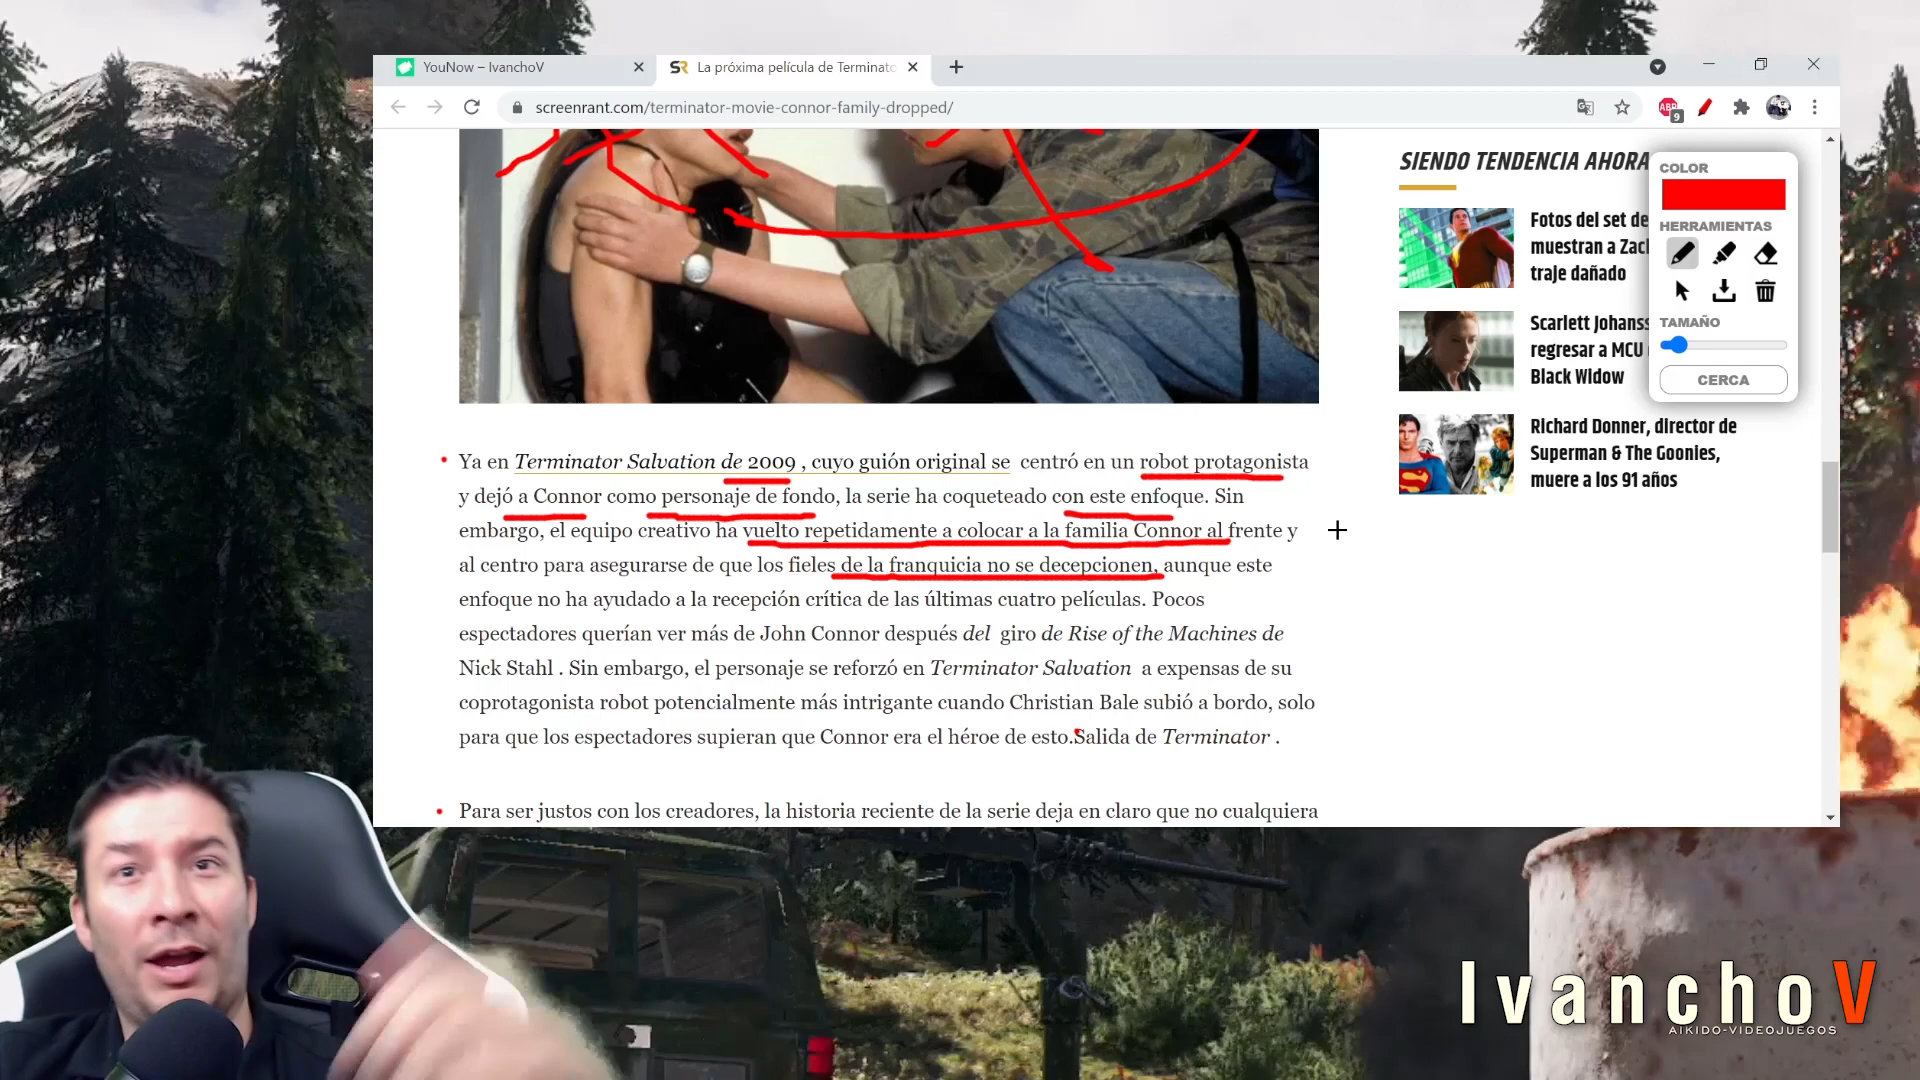 YouNow – IvanchoV
SR La próxima película de Terminato
screenrant.com/terminator-movie-connor-family-dropped/
ABP
9
SIENDO TENDENCIA AHORA
Fotos del set de
muestran a Zac
traje dañado
Scarlett Johans
regresar a MCU
Black Widow
Richard Donner, director de
Superman & The Goonies,
muere a los 91 años
COLOR
HERRAMIENTAS
TAMAÑO
CERCA
Ya en Terminator Salvation de 2009 , cuyo guión original se centró en un robot protagonista
y dejó a Connor como personaje de fondo, la serie ha coqueteado con este enfoque. Sin
embargo, el equipo creativo ha vuelto repetidamente a colocar a la familia Connor al frente y
al centro para asegurarse de que los fieles de la franquicia no se decepcionen, aunque este
enfoque no ha ayudado a la recepción crítica de las últimas cuatro películas. Pocos
espectadores querían ver más de John Connor después del giro de Rise of the Machines de
Nick Stahl . Sin embargo, el personaje se reforzó en Terminator Salvation a expensas de su
coprotagonista robot potencialmente más intrigante cuando Christian Bale subió a bordo, solo
para que los espectadores supieran que Connor era el héroe de esto.Salida de Terminator .
Para ser justos con los creadores, la historia reciente de la serie deja en claro que no cualquiera
IvanchoV
AIKIDO-VIDEOJUEGOS